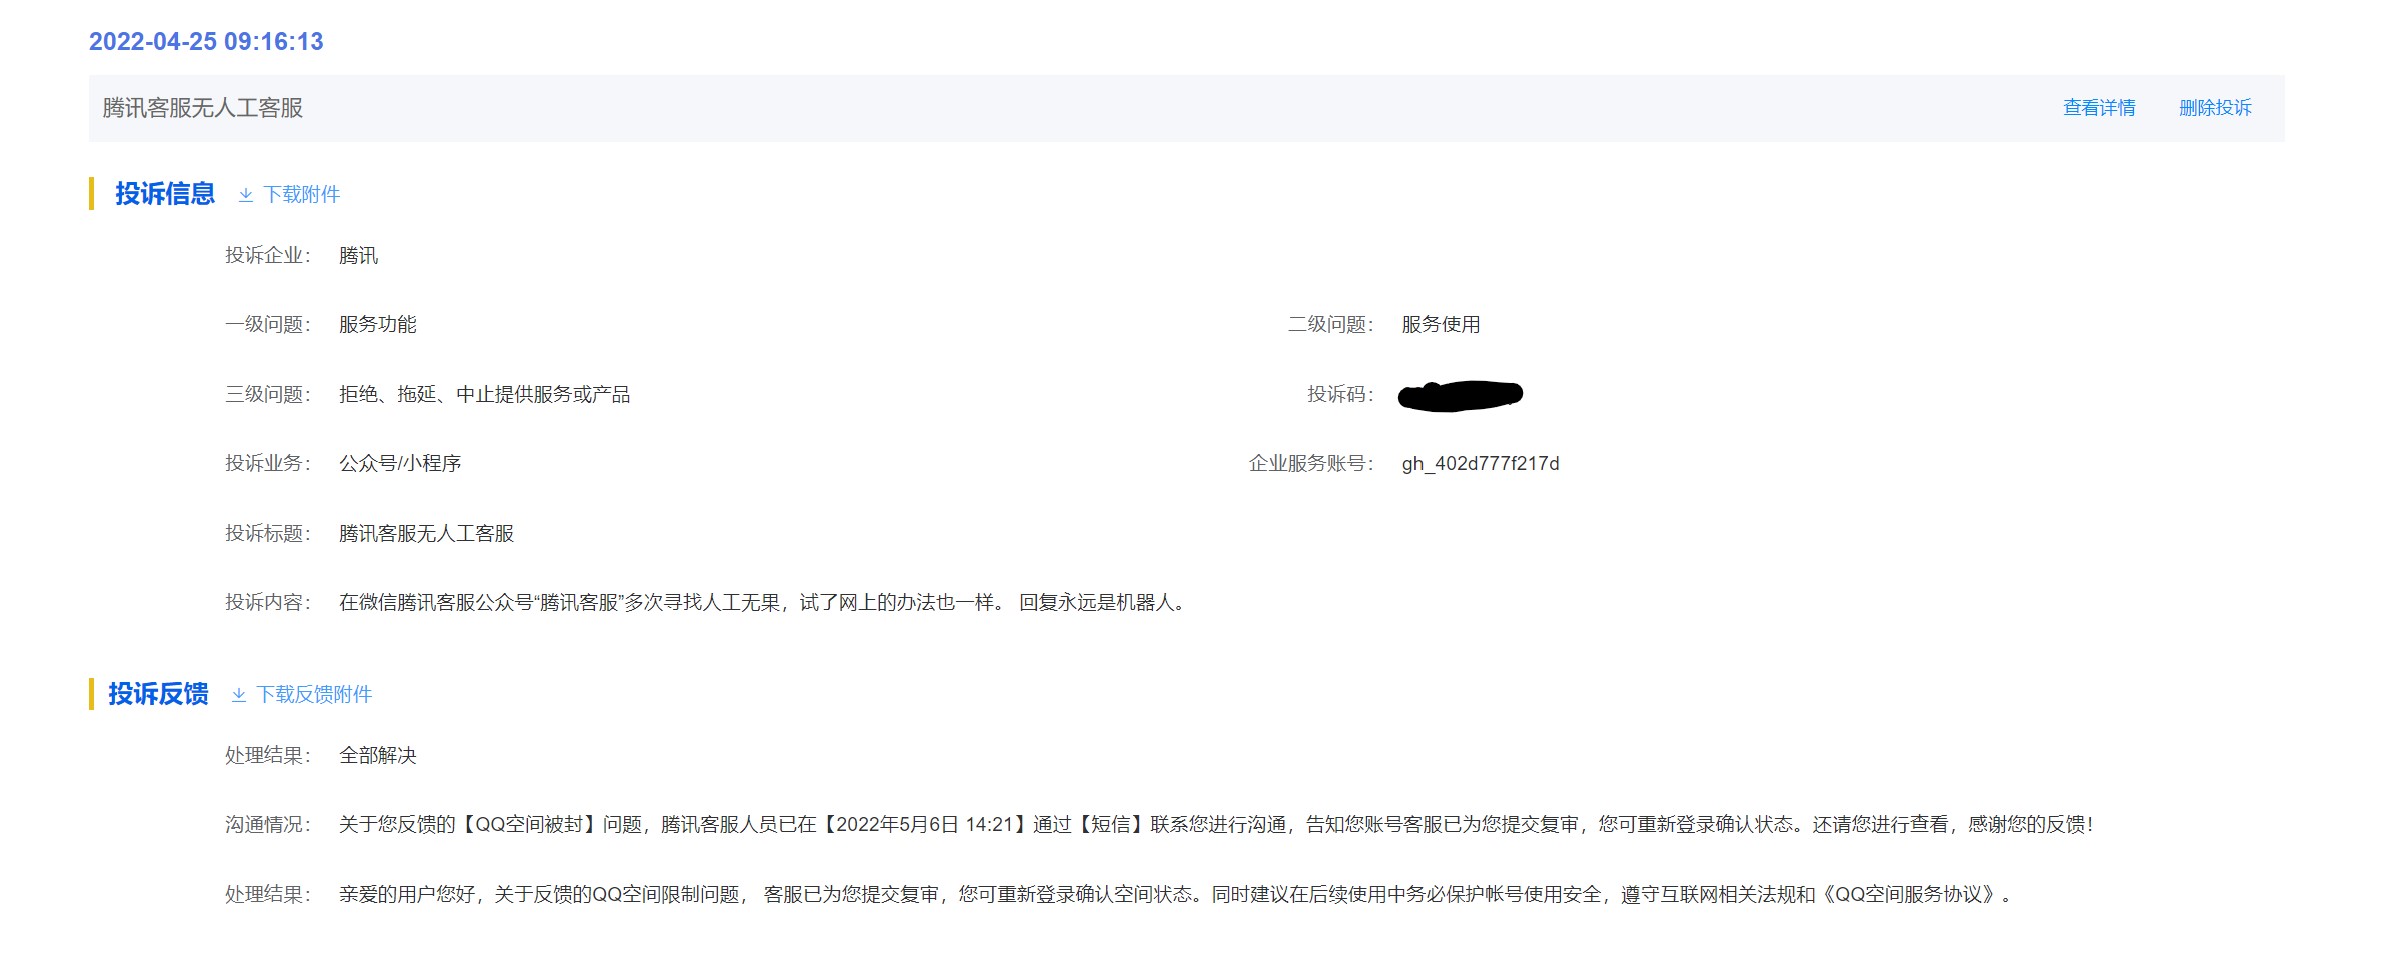 2022-04-25 09:16:13
腾讯客服无人工客服 查看详情 删除投诉
投诉信息 下载附件
投诉企业： 腾讯
一级问题： 服务功能 二级问题： 服务使用
三级问题： 拒绝、拖延、中止提供服务或产品 投诉码：
投诉业务： 公众号/小程序 企业服务账号： gh_402d777f217d
投诉标题： 腾讯客服无人工客服
投诉内容： 在微信腾讯客服公众号“腾讯客服”多次寻找人工无果，试了网上的办法也一样。 回复永远是机器人。
投诉反馈 下载反馈附件
处理结果： 全部解决
沟通情况： 关于您反馈的【QQ空间被封】问题，腾讯客服人员已在【2022年5月6日 14:21】通过【短信】联系您进行沟通，告知您账号客服已为您提交复审，您可重新登录确认状态。还请您进行查看，感谢您的反馈！
处理结果： 亲爱的用户您好，关于反馈的QQ空间限制问题， 客服已为您提交复审，您可重新登录确认空间状态。同时建议在后续使用中务必保护帐号使用安全，遵守互联网相关法规和《QQ空间服务协议》。